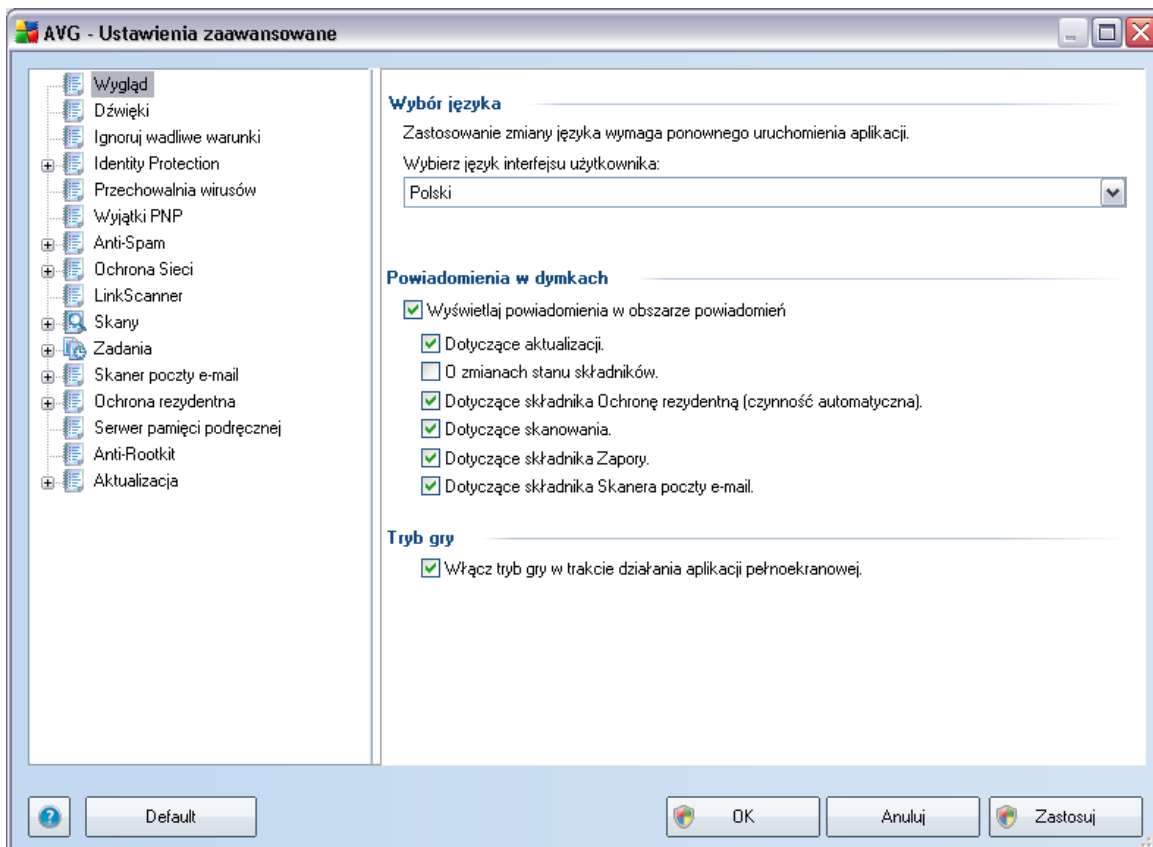 AVG - Ustawienia zaawansowane
Wygląd
Dźwięki
Ignoruj wadliwe warunki
Identity Protection
Przechowalnia wirusów
Wyjątki PNP
Anti-Spam
Ochrona Sieci
LinkScanner
Skany
Zadania
Skaner poczty e-mail
Ochrona rezydentna
Serwer pamięci podręcznej
Anti-Rootkit
Aktualizacja
Wybór języka
Zastosowanie zmiany języka wymaga ponownego uruchomienia aplikacji.
Wybierz język interfejsu użytkownika:
Polski
Powiadomienia w dymkach
Wyświetlaj powiadomienia w obszarze powiadomień
Dotyczące aktualizacji.
O zmianach stanu składników.
Dotyczące składnika Ochronę rezydentną (czynność automatyczna).
Dotyczące skanowania.
Dotyczące składnika Zapory.
Dotyczące składnika Skanera poczty e-mail.
Tryb gry
Włącz tryb gry w trakcie działania aplikacji pełnoekranowej.
? Default OK Anuluj Zastosuj